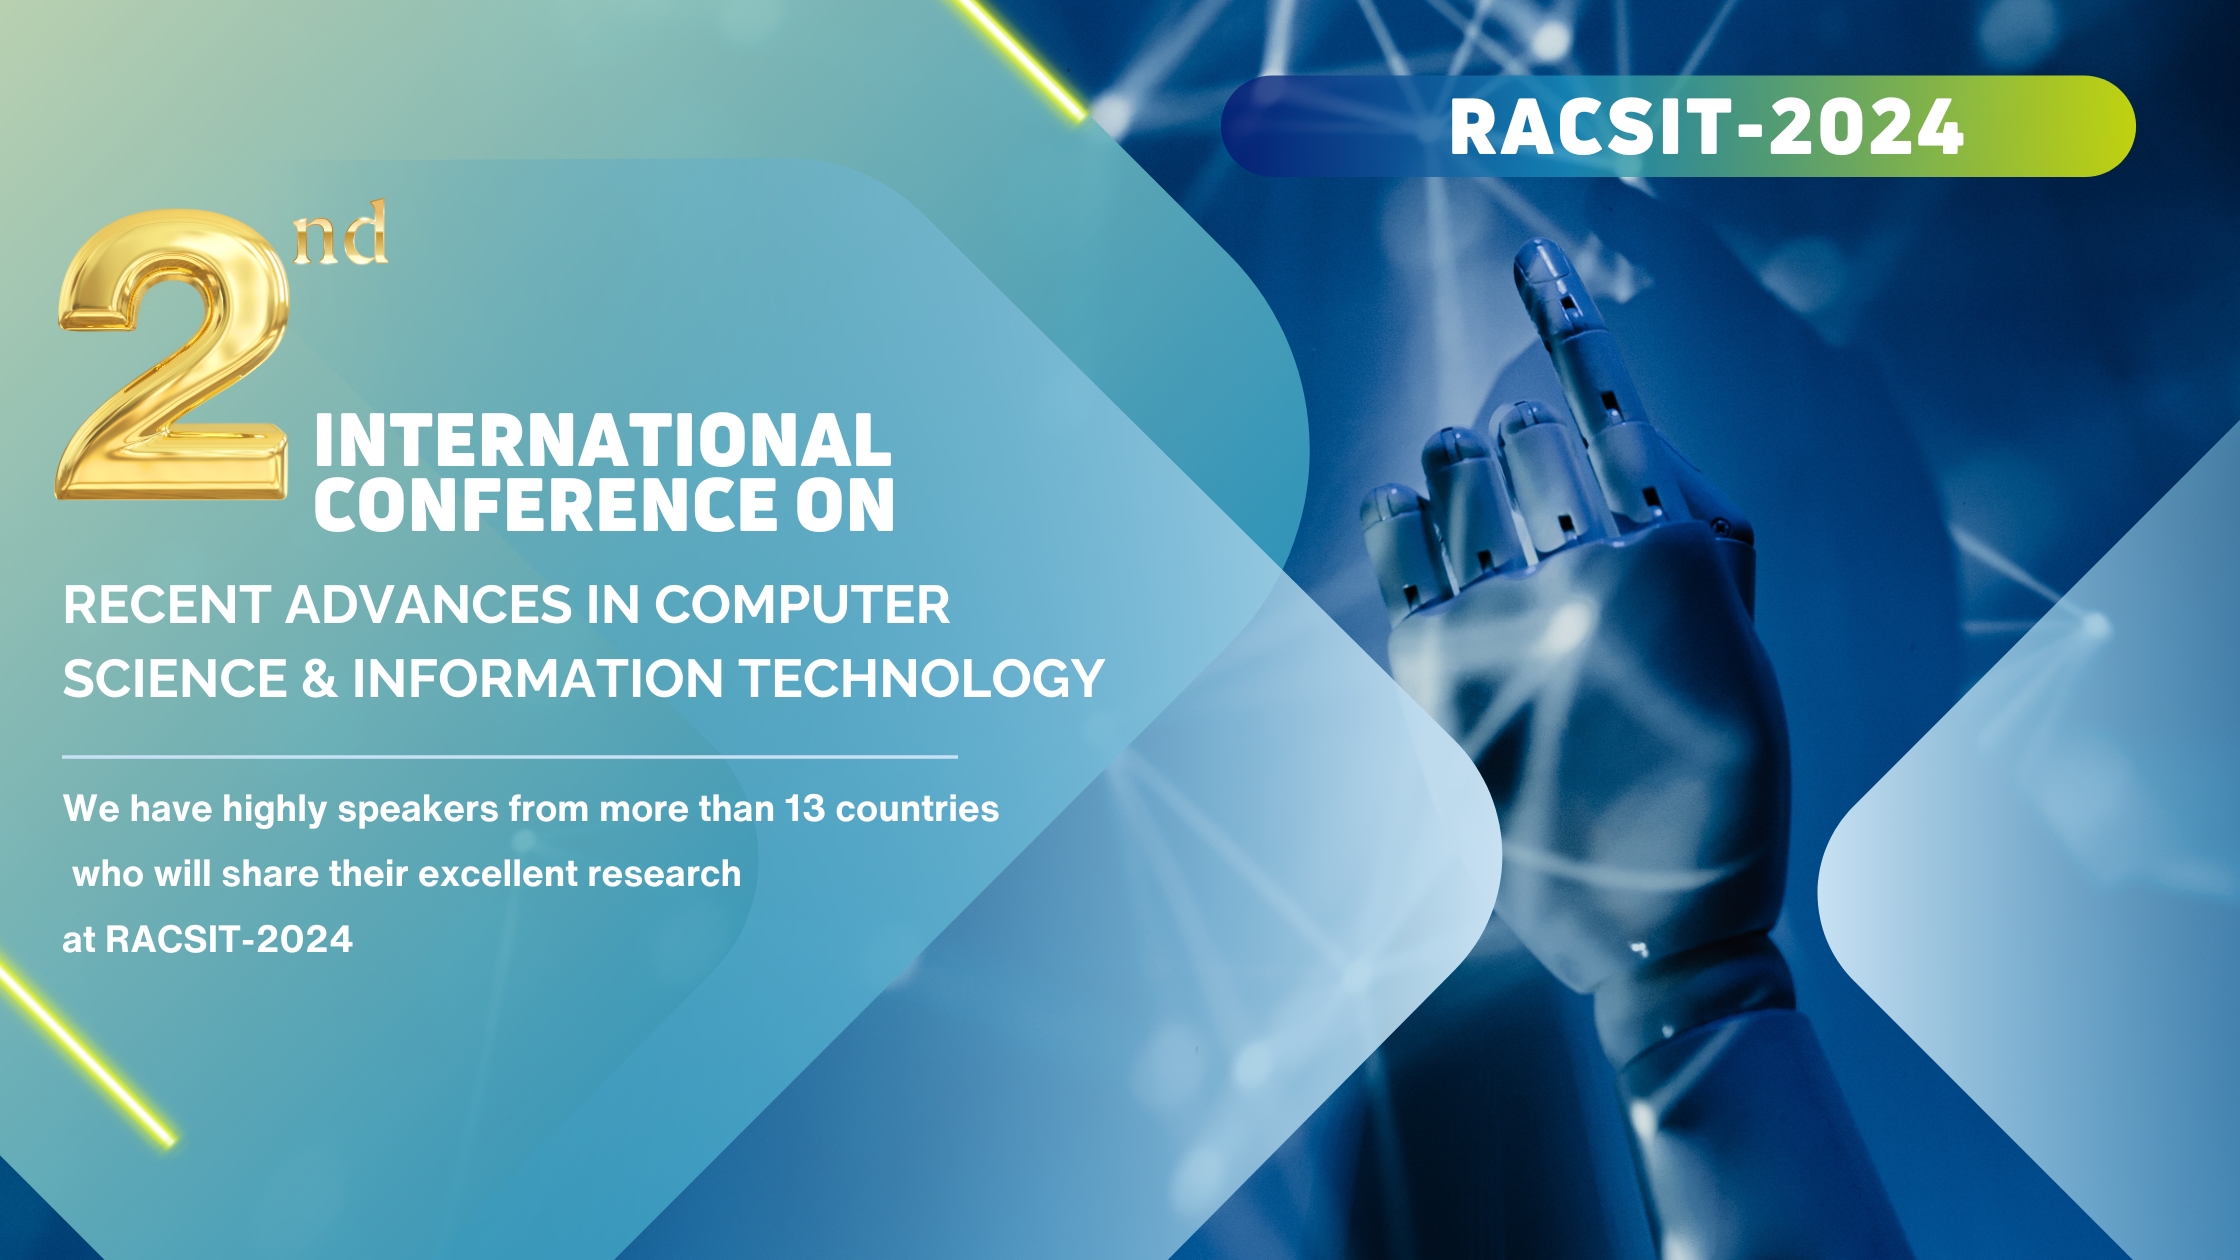 RACSIT-2024
2nd
INTERNATIONAL
CONFERENCE ON
RECENT ADVANCES IN COMPUTER
SCIENCE & INFORMATION TECHNOLOGY
We have highly speakers from more than 13 countries
who will share their excellent research
at RACSIT-2024